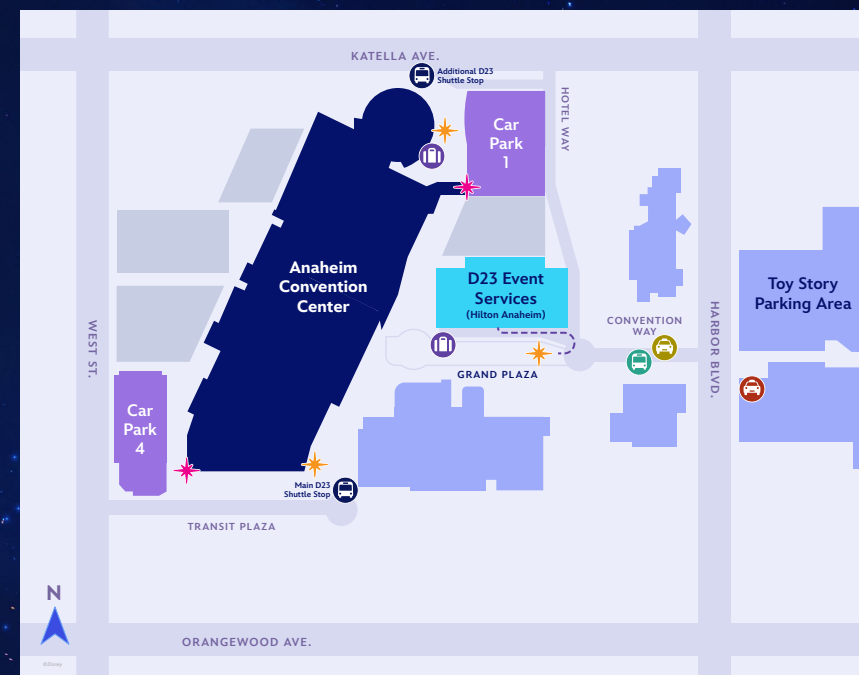 KATELLA AVE.
Additional D23
Shuttle Stop
HOTEL WAY
Car
Park
1
Anaheim
Convention
Center
D23 Event
Services
(Hilton Anaheim)
Toy Story
Parking Area
CONVENTION
WAY
WEST ST.
HARBOR BLVD.
GRAND PLAZA
Car
Park
4
Main D23
Shuttle Stop
TRANSIT PLAZA
N
ORANGEWOOD AVE.
©Disney